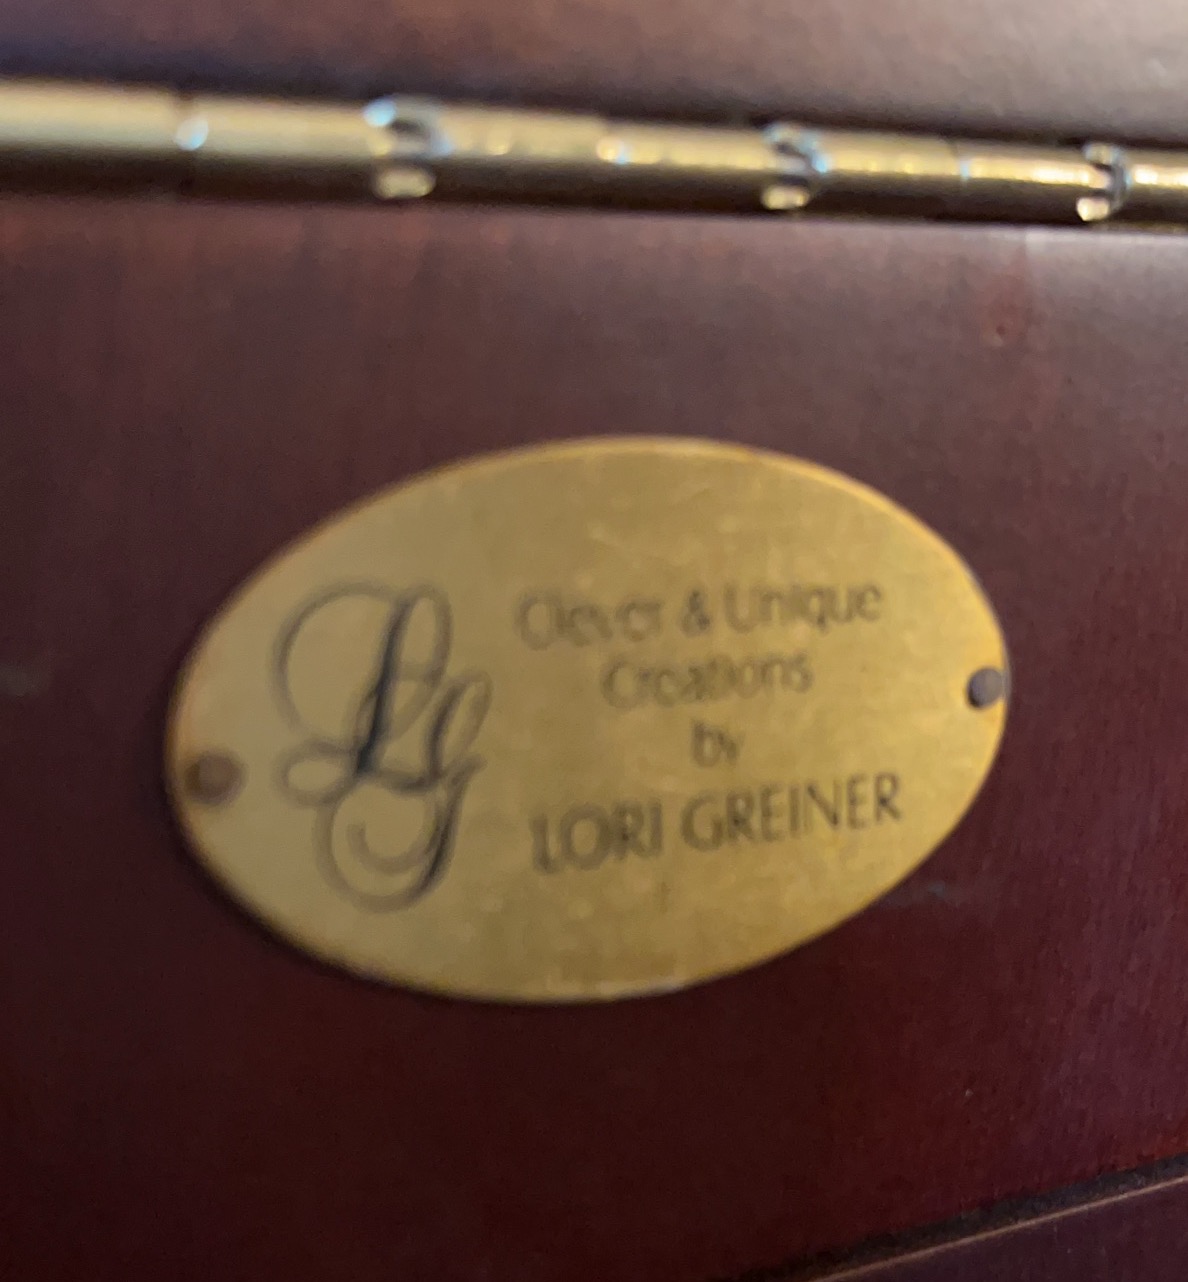 LG
Clever & Unique
Creations
by
LORI GREINER